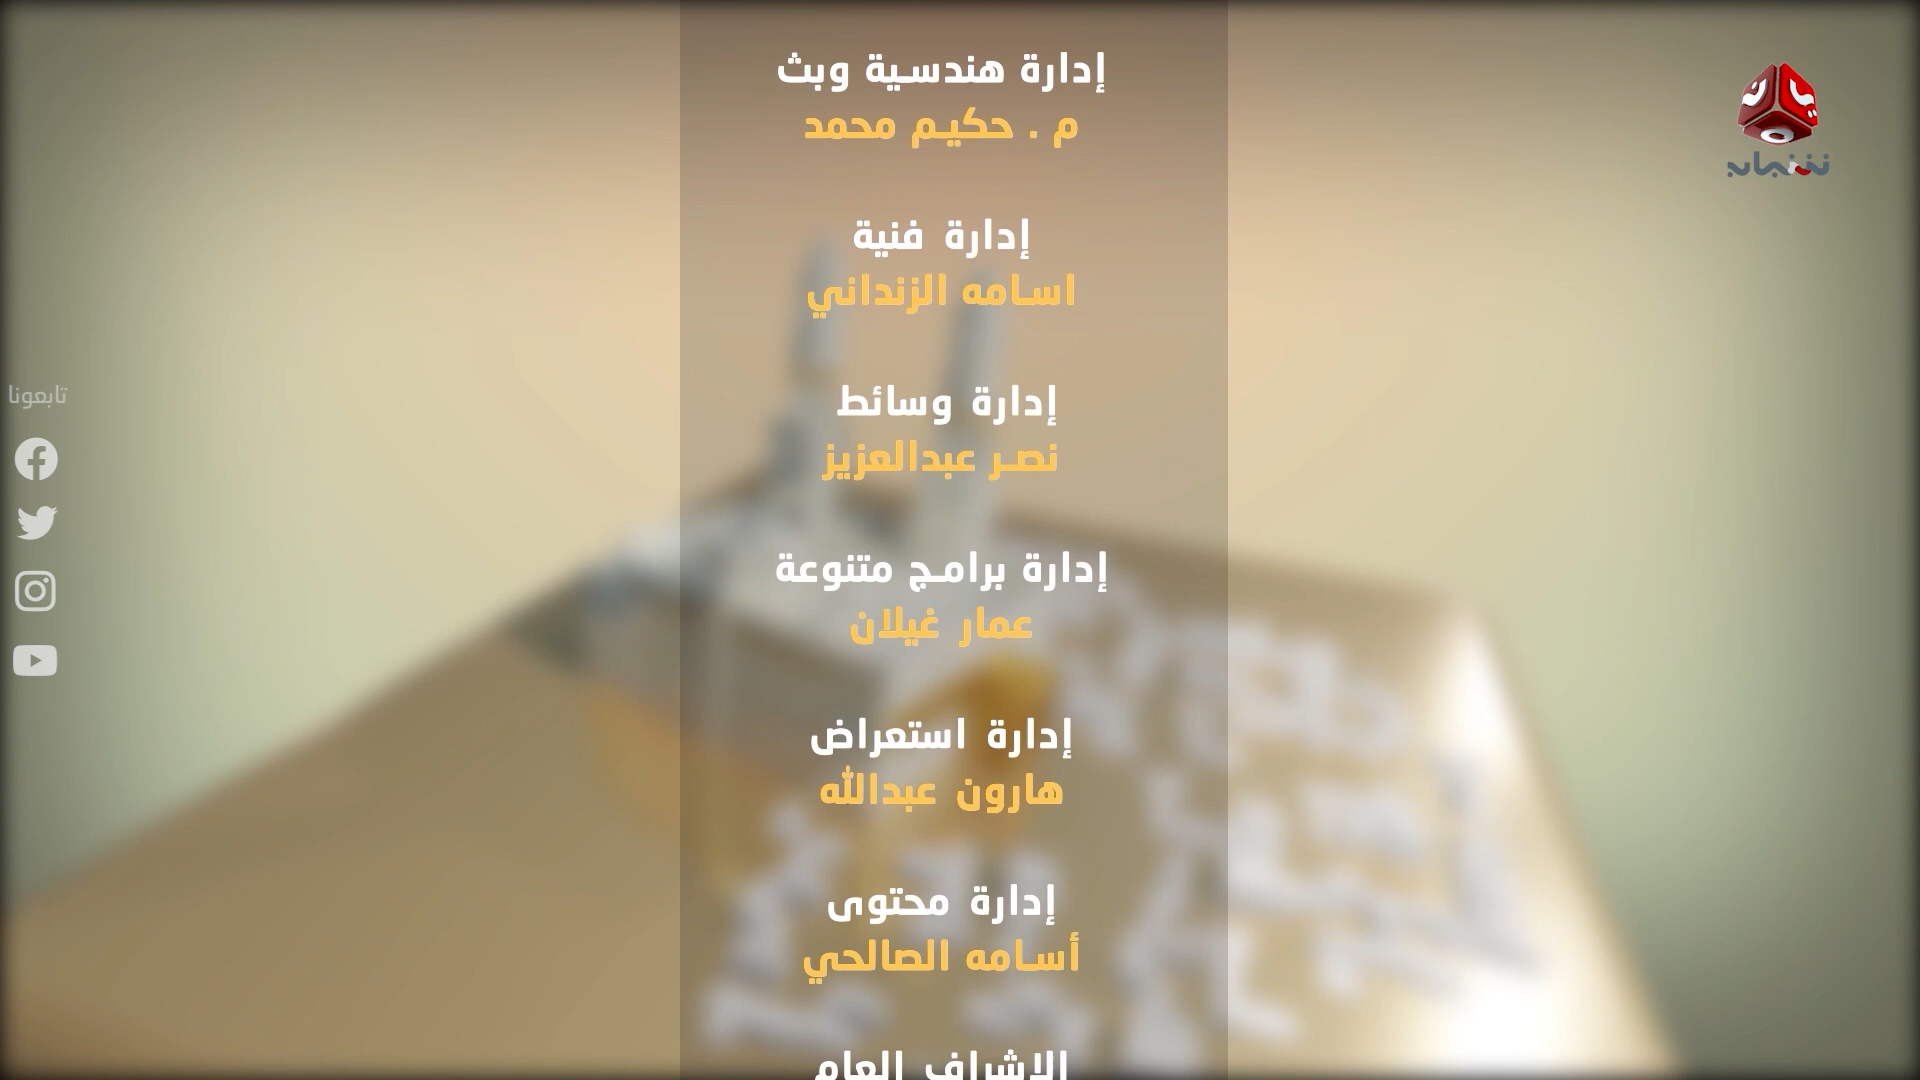 إدارة هندسية وبث
م . حكيم محمد
إدارة فنية
اسامه الزنداني
إدارة وسائط
نصر عبدالعزيز
إدارة برامج متنوعة
عمار غيلان
إدارة استعراض
هارون عبدالله
إدارة محتوى
أسامه الصالحي
الإشراف العام
تابعونا